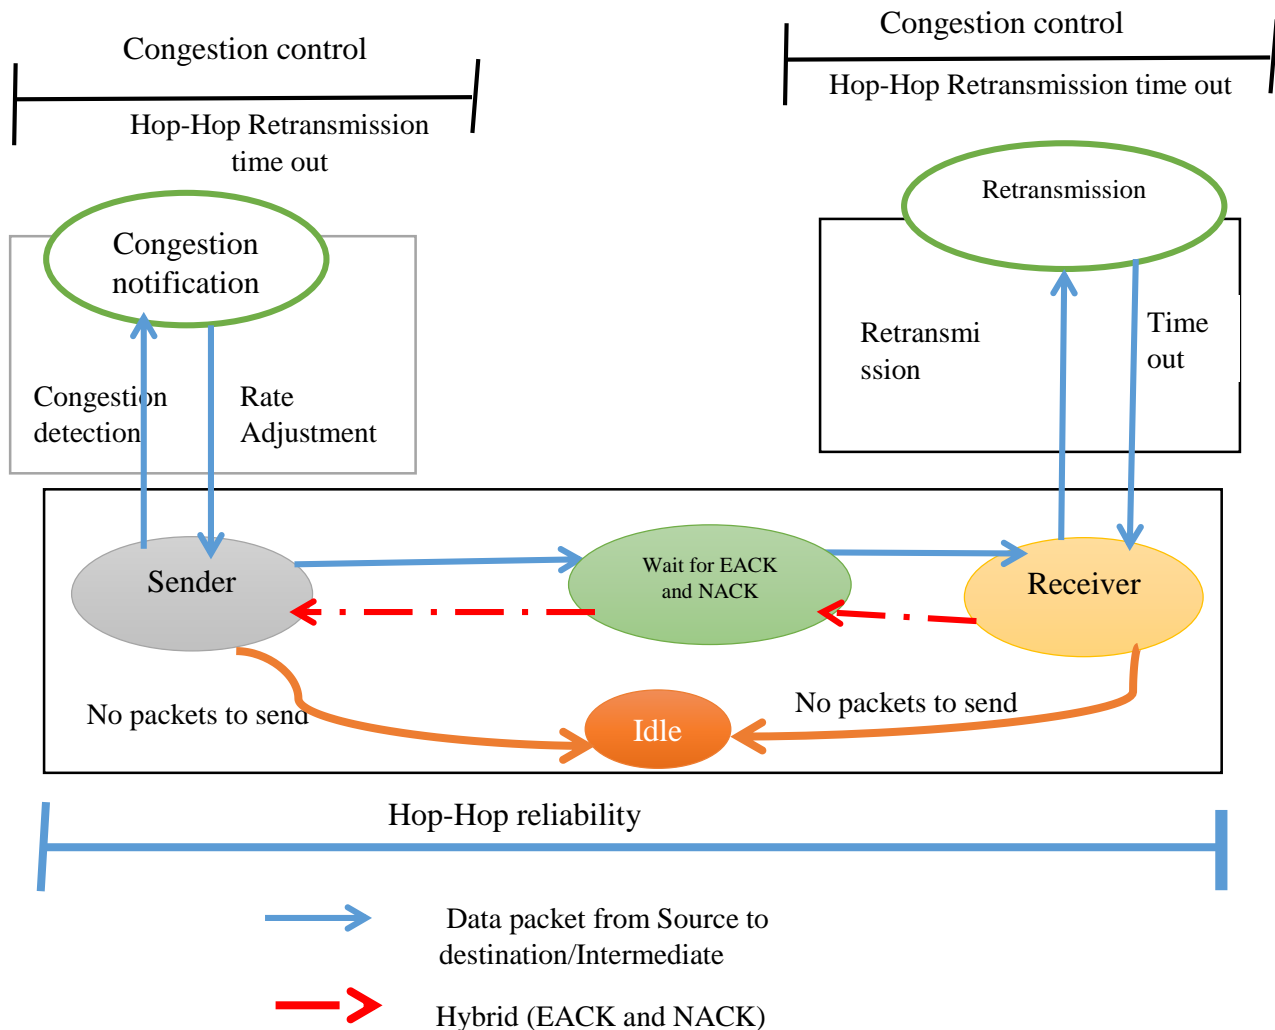 Congestion control
Hop-Hop Retransmission
time out
Congestion control
Hop-Hop Retransmission time out
Congestion
notification
Retransmission
Congestion
detection
Rate
Adjustment
Retransmi
ssion
Time
out
Sender
Wait for EACK
and NACK
Receiver
No packets to send
Idle
No packets to send
Hop-Hop reliability
Data packet from Source to
destination/Intermediate
Hybrid (EACK and NACK)